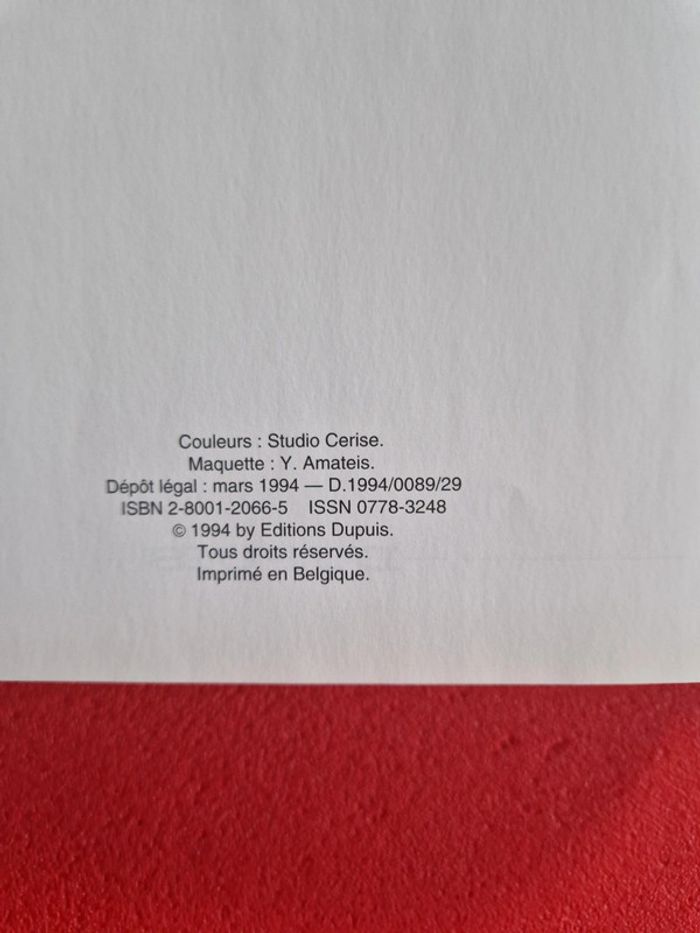 Couleurs : Studio Cerise.
Maquette : Y. Amateis.
Dépôt légal : mars 1994 — D.1994/0089/29
ISBN 2-8001-2066-5 ISSN 0778-3248
© 1994 by Editions Dupuis.
Tous droits réservés.
Imprimé en Belgique.